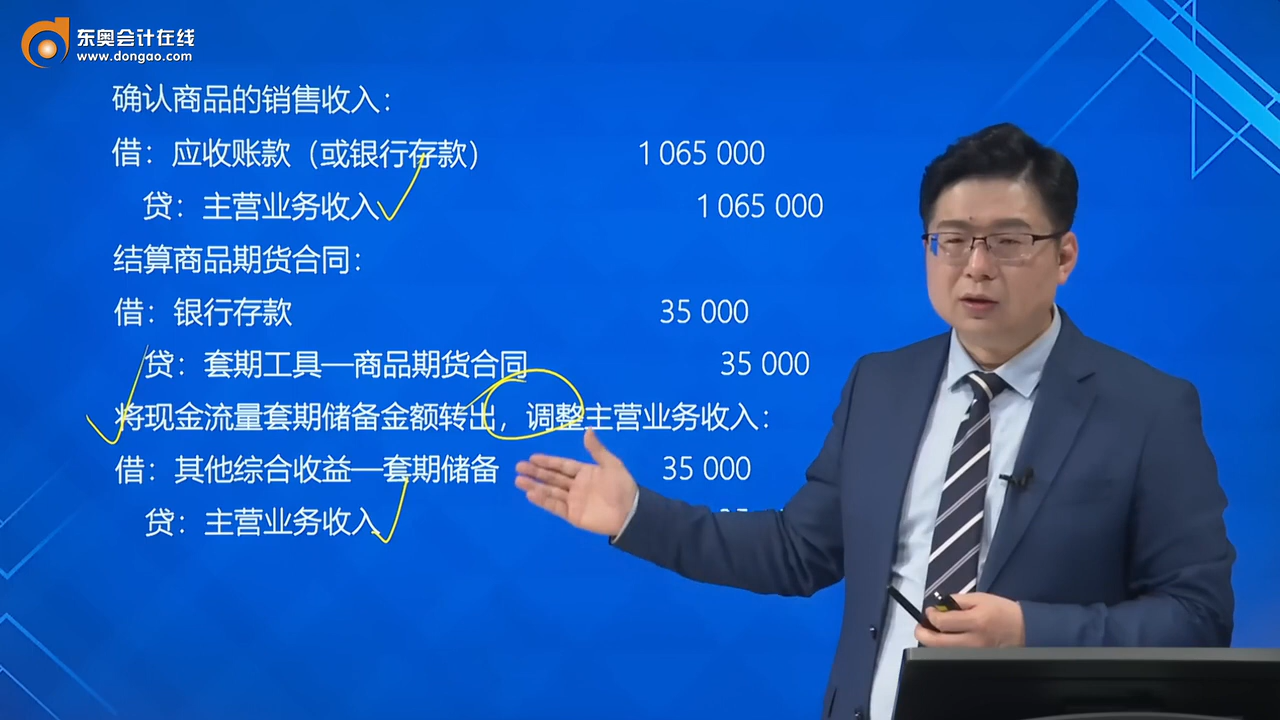 东奥会计在线
www.dongao.com
确认商品的销售收入：
借：应收账款（或银行存款） 1 065 000
贷：主营业务收入 1 065 000
结算商品期货合同：
借：银行存款 35 000
贷：套期工具—商品期货合同 35 000
将现金流量套期储备金额转出，调整主营业务收入：
借：其他综合收益—套期储备 35 000
贷：主营业务收入